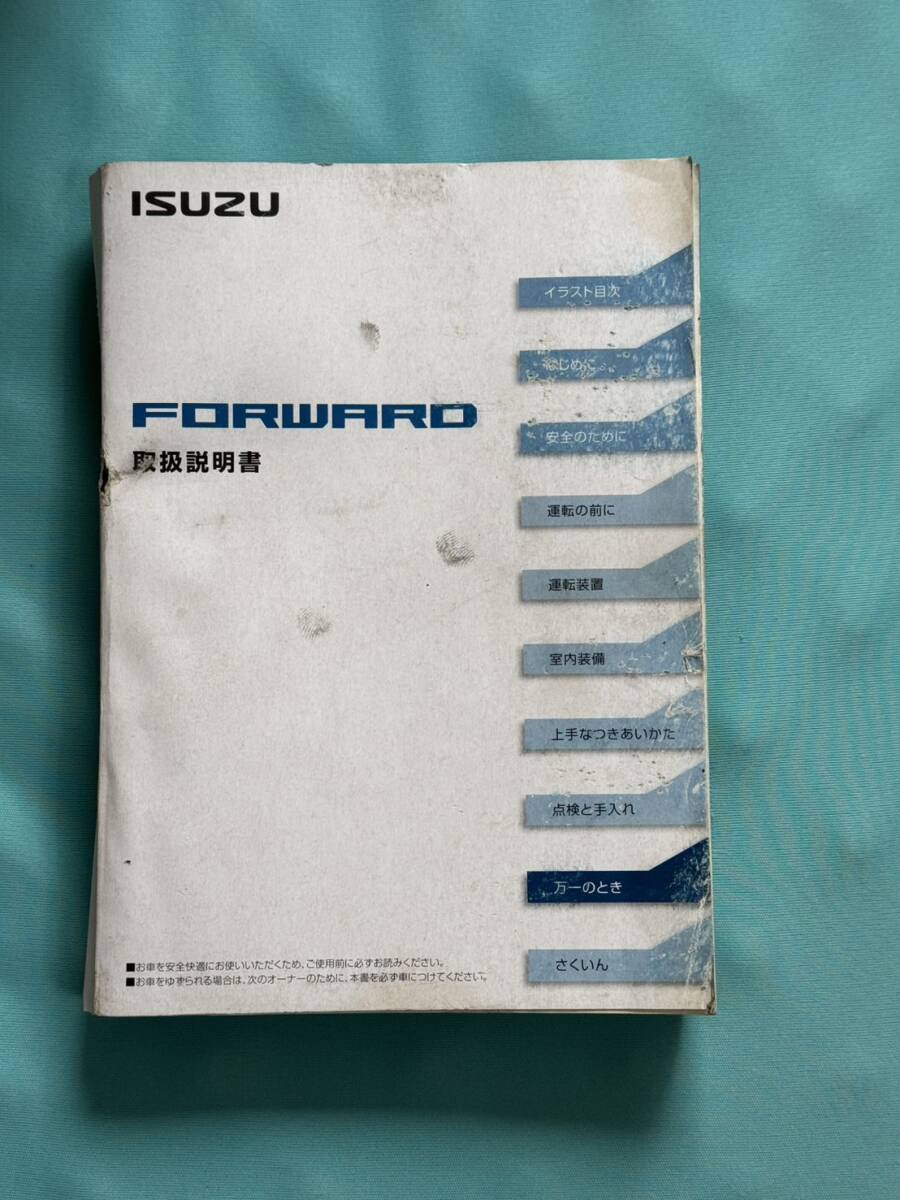 ISUZU
FORWARD
取扱説明書
イラスト目次
はじめに
安全のために
運転の前に
運転装置
室内装備
上手なつきあいかた
点検と手入れ
万一のとき
さくいん
■お車を安全快適にお使いいただくため、ご使用前に必ずお読みください。
■お車をゆずられる場合は、次のオーナーのために、本書を必ず車につけてください。